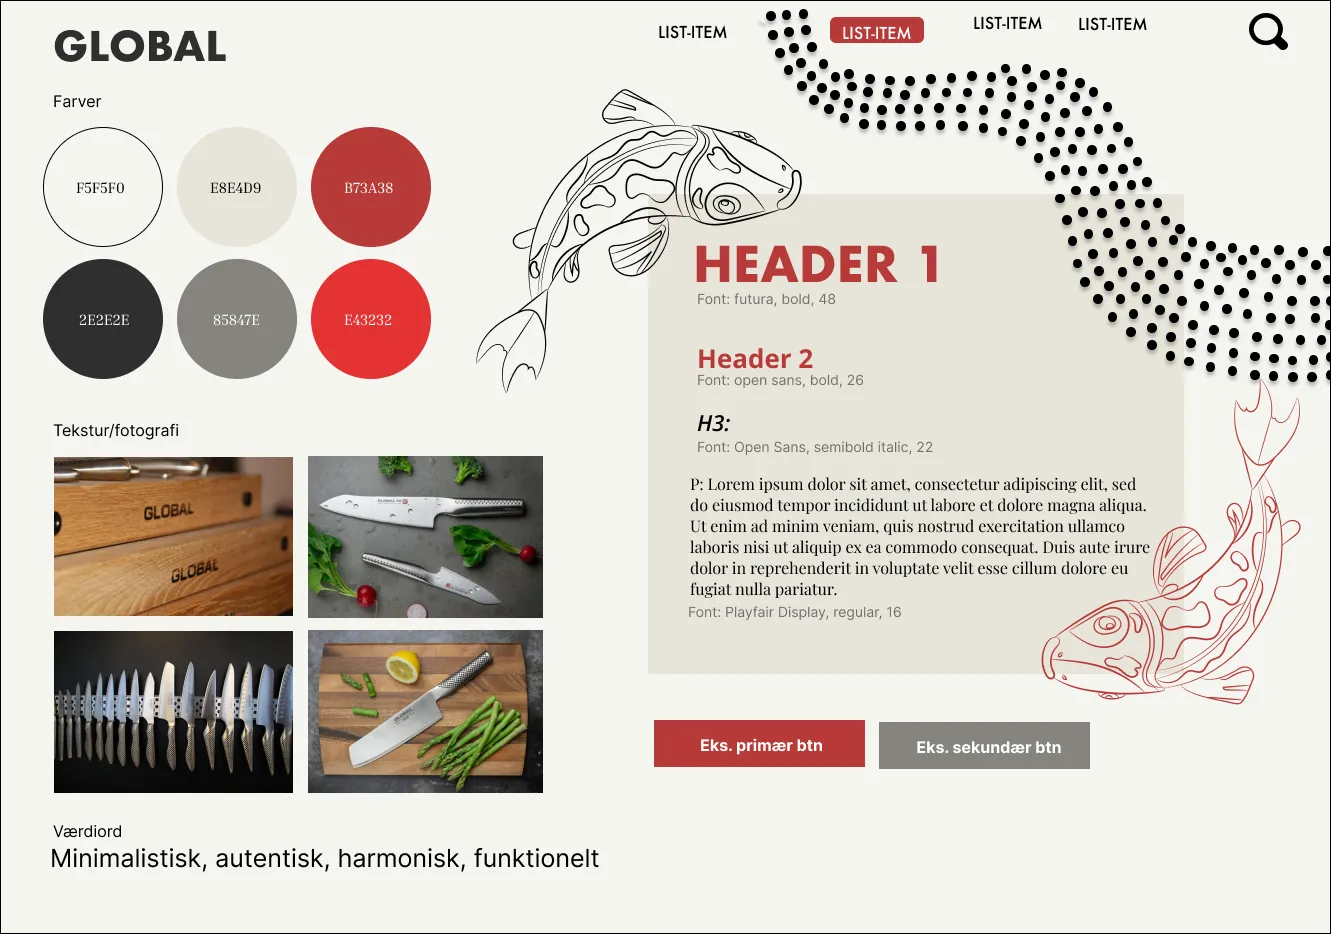 GLOBAL
LIST-ITEM
LIST-ITEM
LIST-ITEM
LIST-ITEM
Farver
F5F5F0
E8E4D9
B73A38
2E2E2E
85847E
E43232
Tekstur/fotografi
GLOBAL
GLOBAL
GLOBAL
GLOBAL
Værdiord
Minimalistisk, autentisk, harmonisk, funktionelt
HEADER 1
Font: futura, bold, 48
Header 2
Font: open sans, bold, 26
H3:
Font: Open Sans, semibold italic, 22
P: Lorem ipsum dolor sit amet, consectetur adipiscing elit, sed
do eiusmod tempor incididunt ut labore et dolore magna aliqua.
Ut enim ad minim veniam, quis nostrud exercitation ullamco
laboris nisi ut aliquip ex ea commodo consequat. Duis aute irure
dolor in reprehenderit in voluptate velit esse cillum dolore eu
fugiat nulla pariatur.
Font: Playfair Display, regular, 16
Eks. primær btn
Eks. sekundær btn